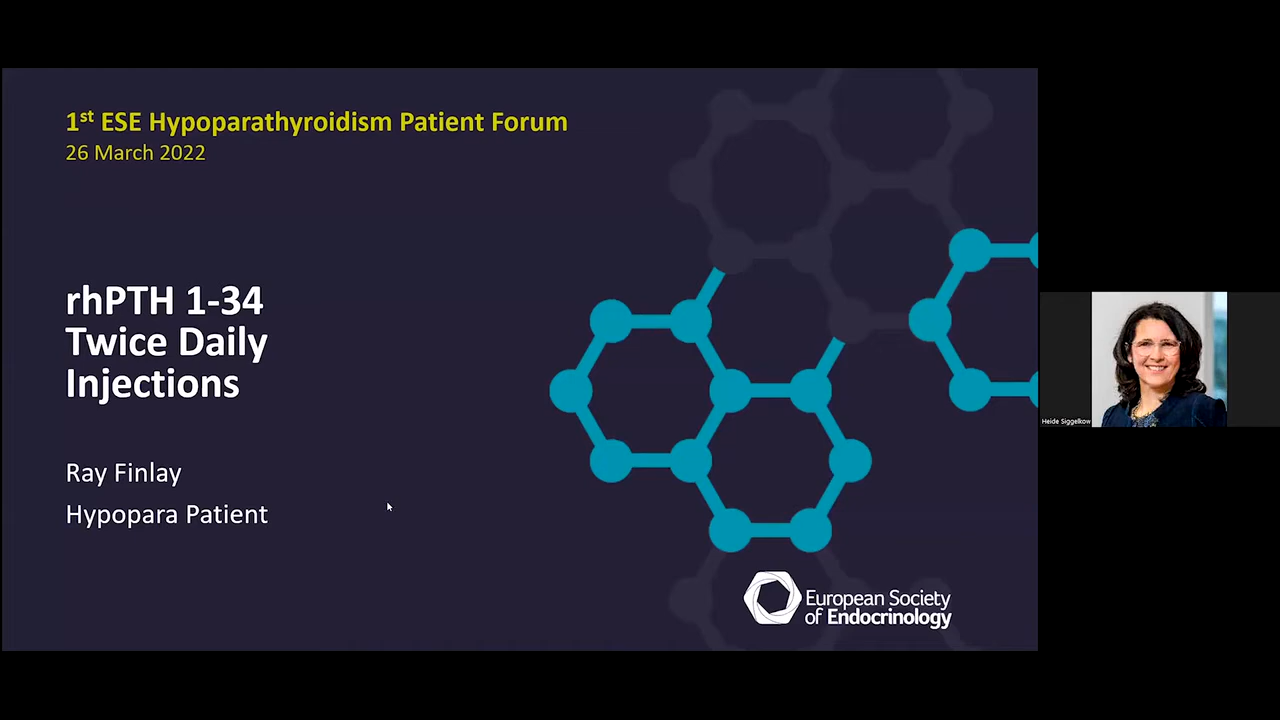 1st ESE Hypoparathyroidism Patient Forum
26 March 2022
rhPTH 1-34
Twice Daily
Injections
Ray Finlay
Hypopara Patient
European Society
of Endocrinology
Heide Siggelkow